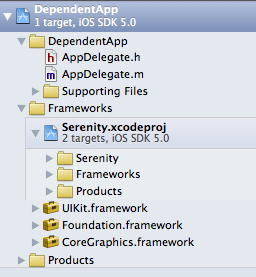 DependentApp
1 target, iOS SDK 5.0
DependentApp
h AppDelegate.h
m AppDelegate.m
Supporting Files
Frameworks
Serenity.xcodeproj
2 targets, iOS SDK 5.0
Serenity
Frameworks
Products
UIKit.framework
Foundation.framework
CoreGraphics.framework
Products